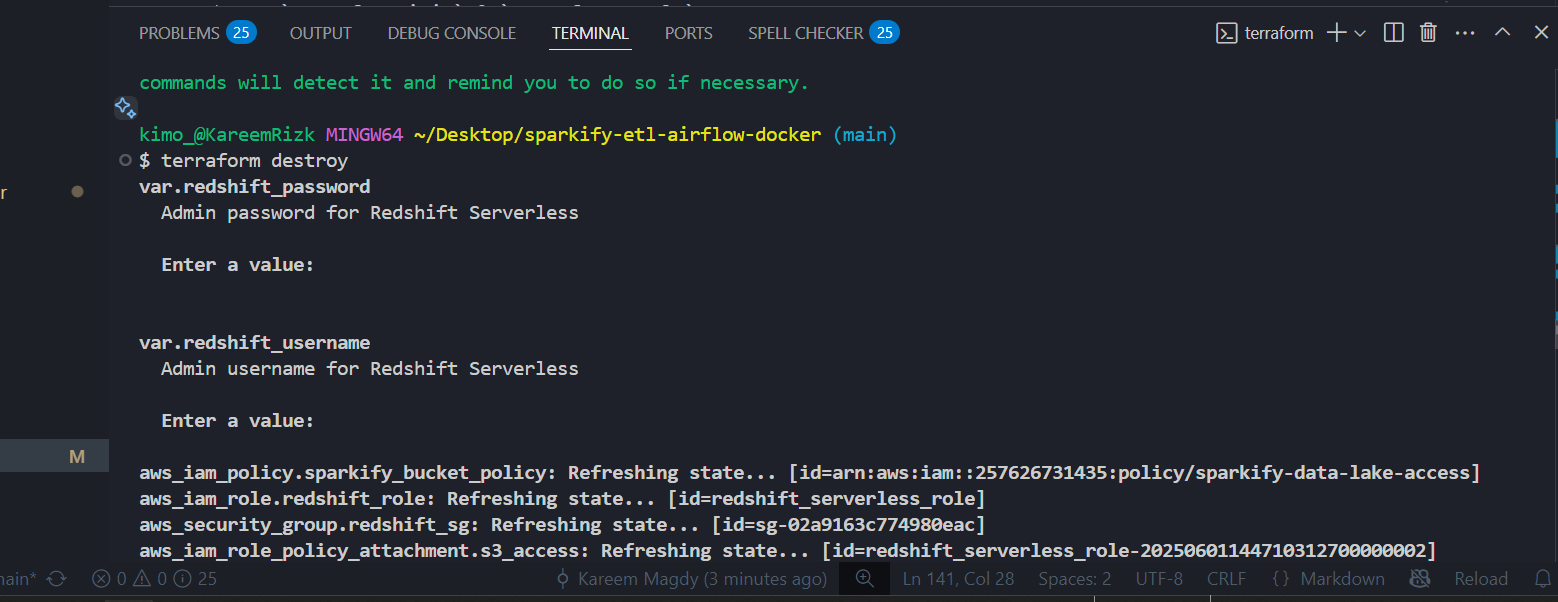 PROBLEMS 25 OUTPUT DEBUG CONSOLE TERMINAL PORTS SPELL CHECKER 25 terraform
commands will detect it and remind you to do so if necessary.
kimo_@KareemRizk MINGW64 ~/Desktop/sparkify-etl-airflow-docker (main)
$ terraform destroy
var.redshift_password
r
Admin password for Redshift Serverless
Enter a value:
var.redshift_username
Admin username for Redshift Serverless
Enter a value:
M
aws_iam_policy.sparkify_bucket_policy: Refreshing state... [id=arn:aws:iam::257626731435:policy/sparkify-data-lake-access]
aws_iam_role.redshift_role: Refreshing state... [id=redshift_serverless_role]
aws_security_group.redshift_sg: Refreshing state... [id=sg-02a9163c774980eac]
aws_iam_role_policy_attachment.s3_access: Refreshing state... [id=redshift_serverless_role-20250601144710312700000002]
main* 0 0 25 Kareem Magdy (3 minutes ago) Ln 141, Col 28 Spaces: 2 UTF-8 CRLF {} Markdown Reload